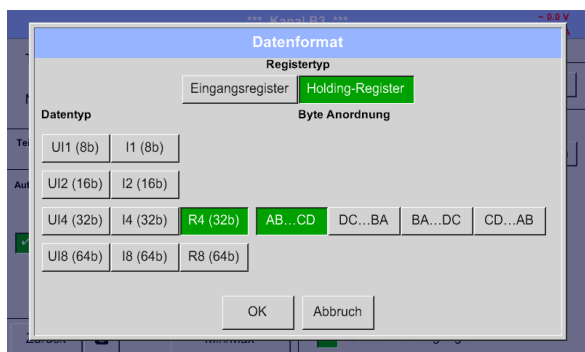 *** Kanal B3 ***
− 0.0 V
Datenformat
Registertyp
Eingangsregister Holding-Register
Datentyp Byte Anordnung
UI1 (8b) I1 (8b)
UI2 (16b) I2 (16b)
UI4 (32b) I4 (32b) R4 (32b) AB...CD DC...BA BA...DC CD...AB
UI8 (64b) I8 (64b) R8 (64b)
OK Abbruch